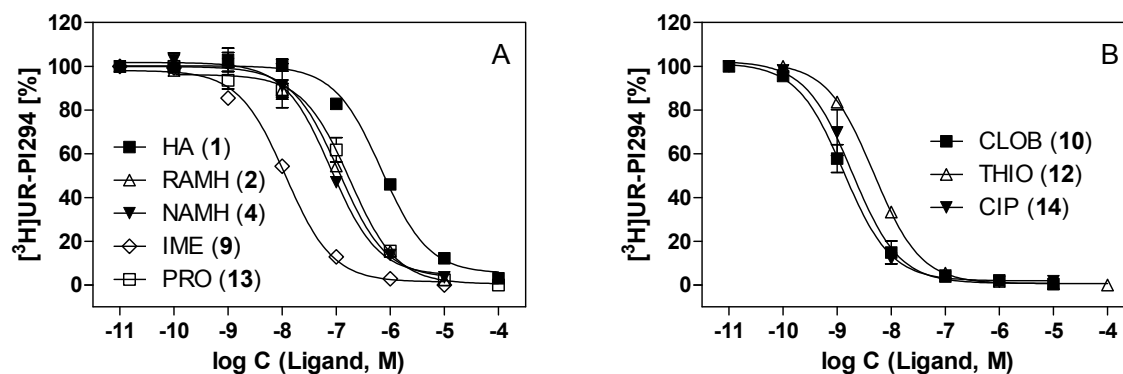 A
[³H]UR-PI294 [%]
120
100
80
60
40
20
0
HA (1)
RAMH (2)
NAMH (4)
IME (9)
PRO (13)
-11 -10 -9 -8 -7 -6 -5 -4
log C (Ligand, M)
B
[³H]UR-PI294 [%]
120
100
80
60
40
20
0
CLOB (10)
THIO (12)
CIP (14)
-11 -10 -9 -8 -7 -6 -5 -4
log C (Ligand, M)